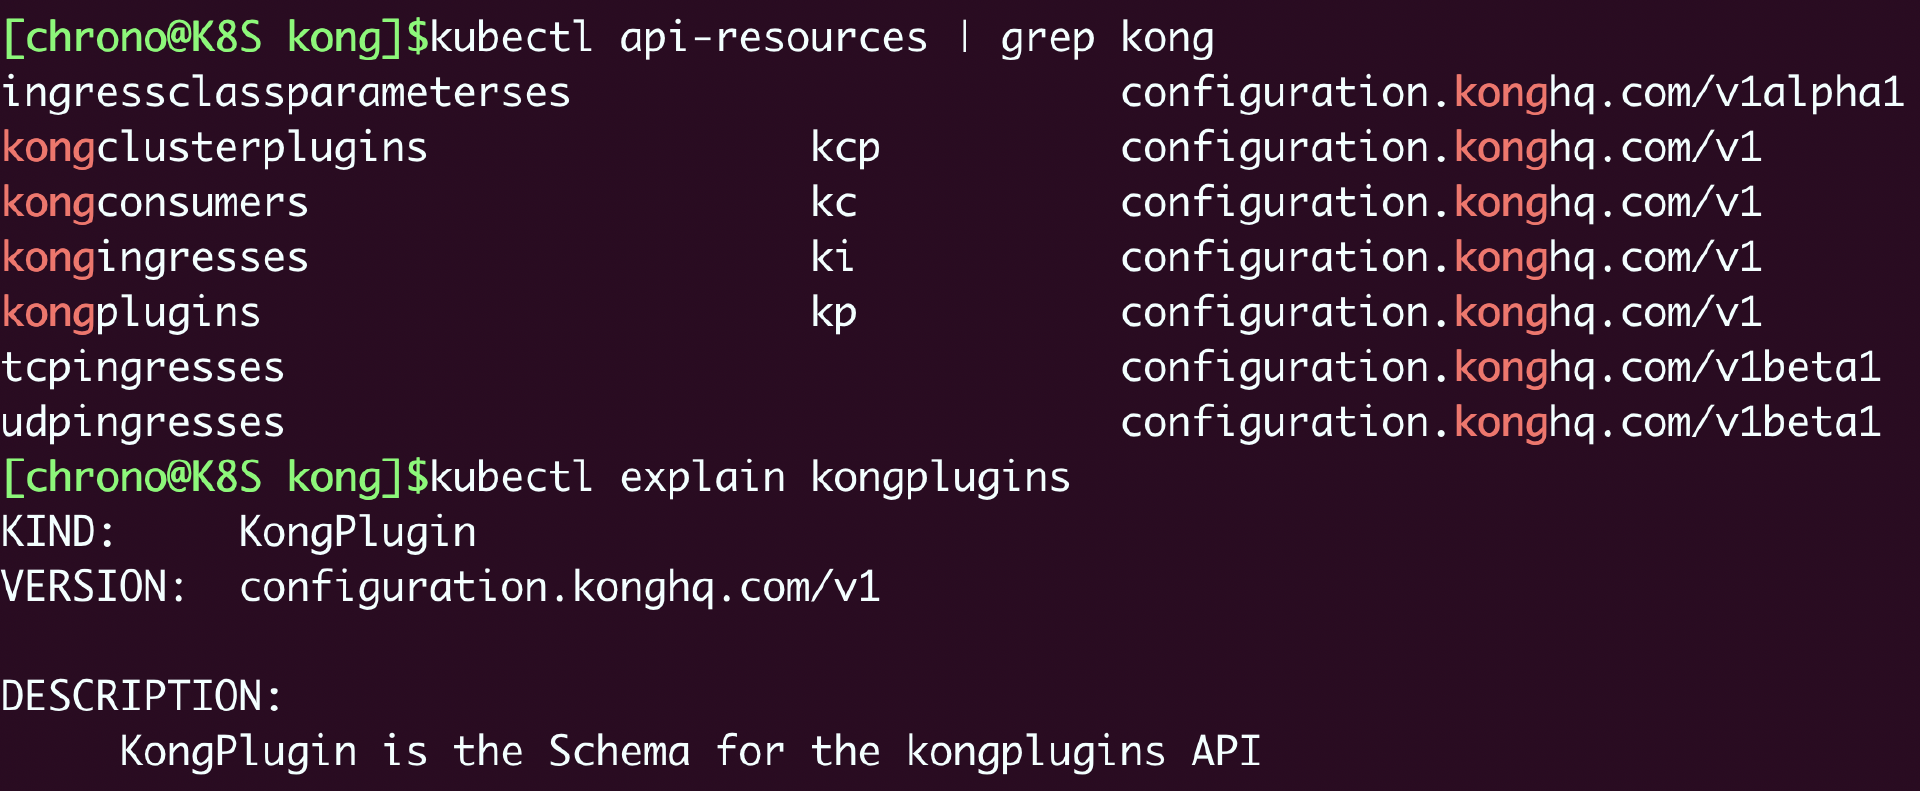 [chrono@K8S kong]$kubectl api-resources | grep kong
ingressclassparameterses                       configuration.konghq.com/v1alpha1
kongclusterplugins                kcp          configuration.konghq.com/v1
kongconsumers                     kc           configuration.konghq.com/v1
kongingresses                     ki           configuration.konghq.com/v1
kongplugins                       kp           configuration.konghq.com/v1
tcpingresses                                   configuration.konghq.com/v1beta1
udpingresses                                   configuration.konghq.com/v1beta1
[chrono@K8S kong]$kubectl explain kongplugins
KIND:     KongPlugin
VERSION:  configuration.konghq.com/v1
DESCRIPTION:
     KongPlugin is the Schema for the kongplugins API